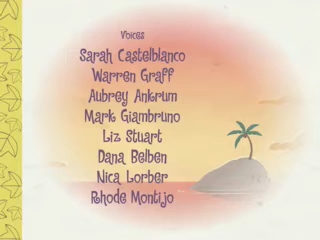 Voices
Sarah Castelblanco
Warren Graff
Aubrey Ankrum
Mark Giambruno
Liz Stuart
Dana Belben
Nica Lorber
Rhode Montijo